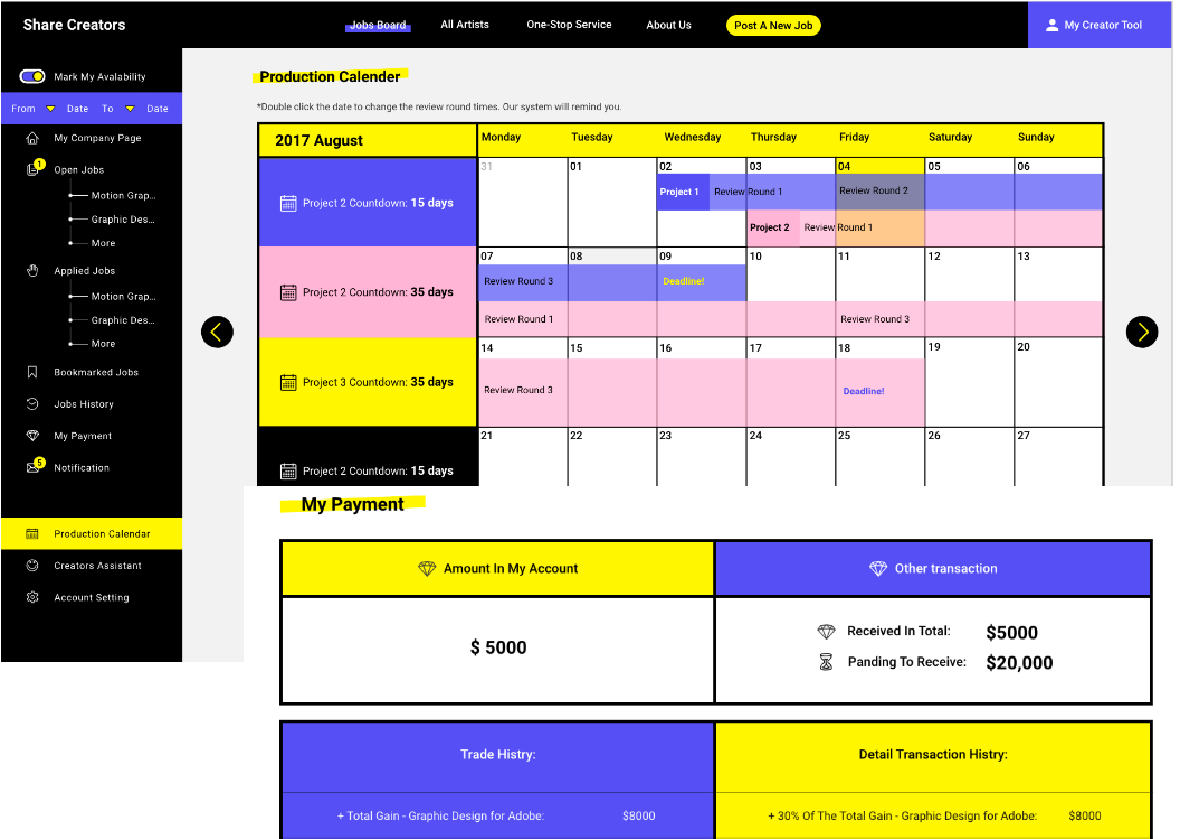 Share Creators
Jobs Board
All Artists
One-Stop Service
About Us
Post A New Job
My Creator Tool
Mark My Avalability
From Date To Date
My Company Page
1
Open Jobs
Motion Grap...
Graphic Des...
More
Applied Jobs
Motion Grap...
Graphic Des...
More
Bookmarked Jobs
Jobs History
My Payment
5
Notification
Production Calendar
Creators Assistant
Account Setting
Production Calender
*Double click the date to change the review round times. Our system will remind you.
2017 August
Monday Tuesday Wednesday Thursday Friday Saturday Sunday
Project 2 Countdown: 15 days
31 01 02 03 04 05 06
Project 1 Review Round 1 Review Round 2
Project 2 Review Round 1
Project 2 Countdown: 35 days
07 08 09 10 11 12 13
Review Round 3 Deadline!
Review Round 1 Review Round 3
Project 3 Countdown: 35 days
14 15 16 17 18 19 20
Review Round 3 Deadline!
Project 2 Countdown: 15 days
21 22 23 24 25 26 27
My Payment
Amount In My Account
$ 5000
Other transaction
Received In Total: $5000
Panding To Receive: $20,000
Trade Histry:
+ Total Gain - Graphic Design for Adobe: $8000
Detail Transaction Histry:
+ 30% Of The Total Gain - Graphic Design for Adobe: $8000